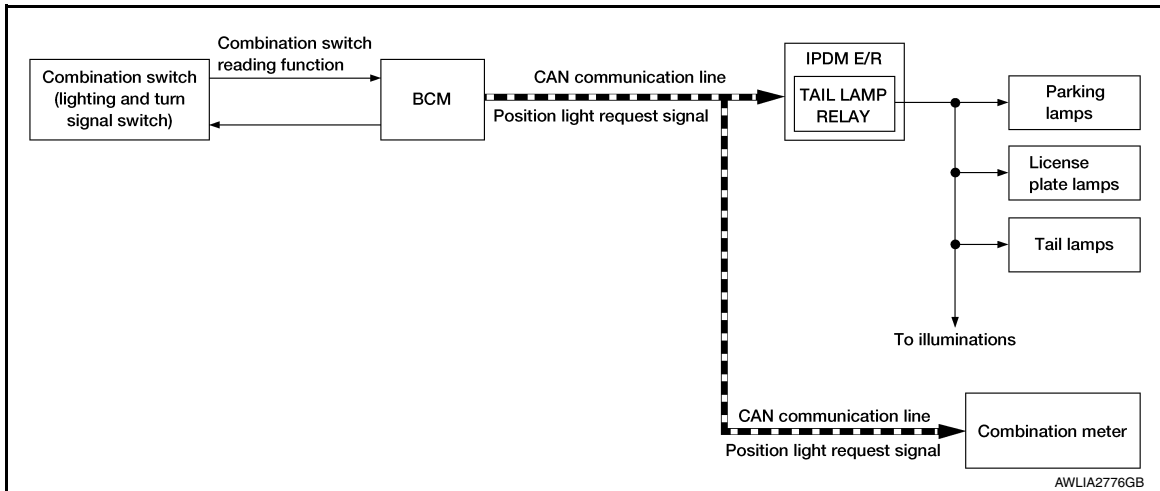 Combination switch
reading function
Combination switch
(lighting and turn
signal switch)
BCM
CAN communication line
Position light request signal
IPDM E/R
TAIL LAMP
RELAY
Parking
lamps
License
plate lamps
Tail lamps
To illuminations
CAN communication line
Position light request signal
Combination meter
AWLIA2776GB